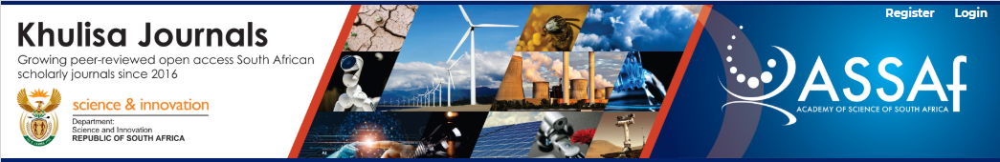 Register Login
Khulisa Journals
Growing peer-reviewed open access South African
scholarly journals since 2016
science & innovation
Department:
Science and Innovation
REPUBLIC OF SOUTH AFRICA
ASSAf
ACADEMY OF SCIENCE OF SOUTH AFRICA